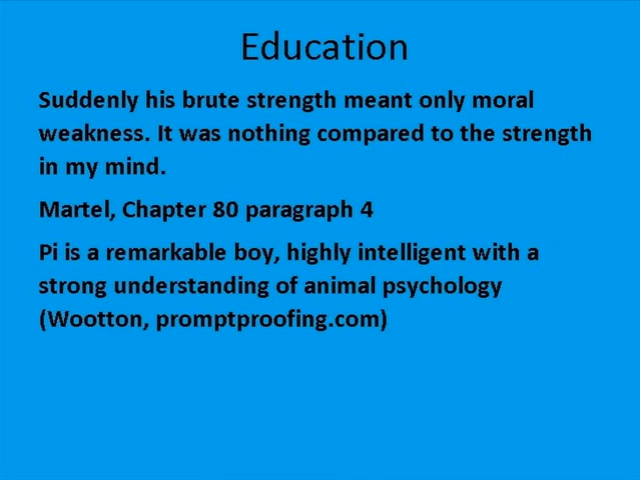 Education
Suddenly his brute strength meant only moral
weakness. It was nothing compared to the strength
in my mind.
Martel, Chapter 80 paragraph 4
Pi is a remarkable boy, highly intelligent with a
strong understanding of animal psychology
(Wootton, promptproofing.com)